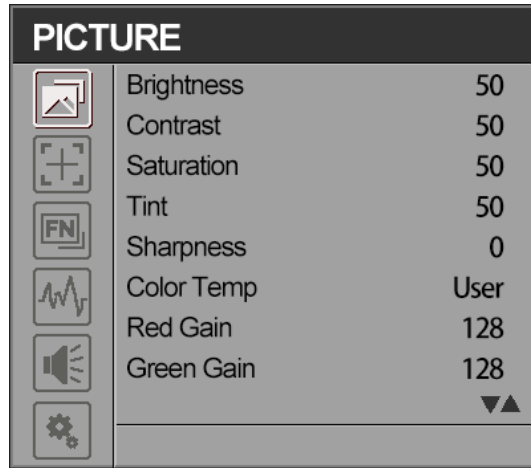 PICTURE
Brightness 50
Contrast 50
Saturation 50
Tint 50
FN
Sharpness 0
Color Temp User
Red Gain 128
Green Gain 128